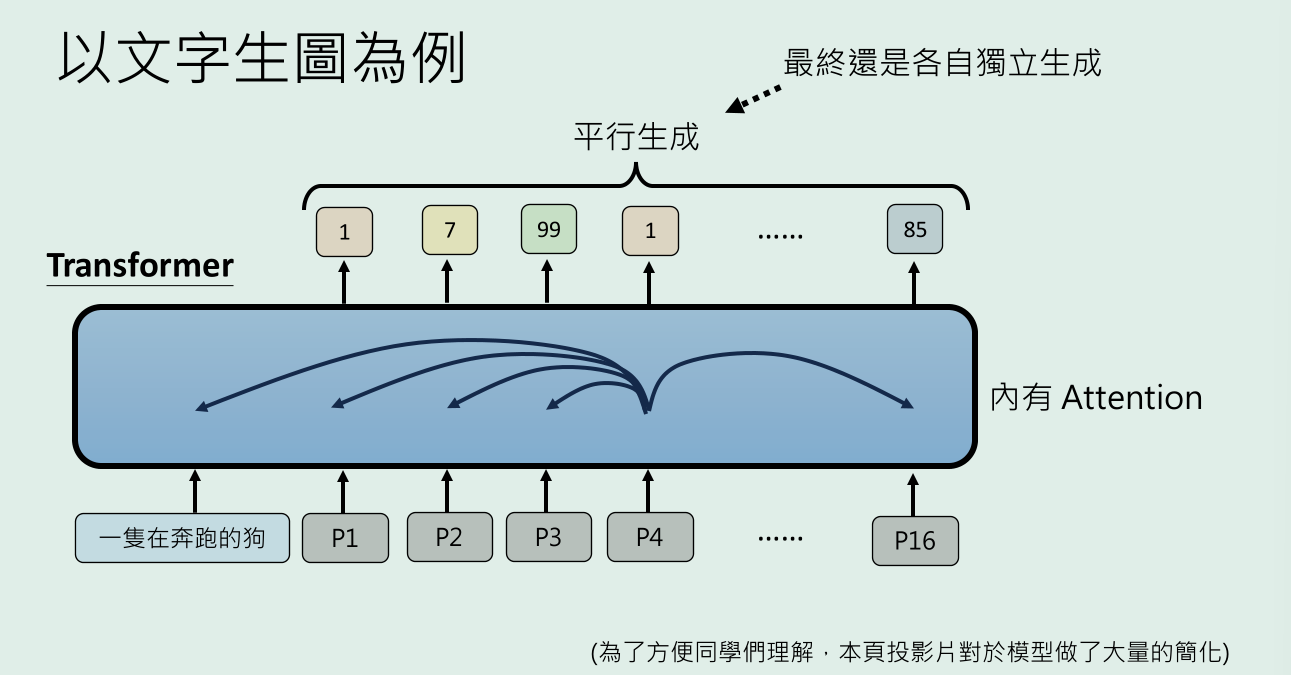 以文字生圖為例
最終還是各自獨立生成
平行生成
1 7 99 1 ...... 85
Transformer
內有 Attention
一隻在奔跑的狗 P1 P2 P3 P4 ...... P16
(為了方便同學們理解，本頁投影片對於模型做了大量的簡化)